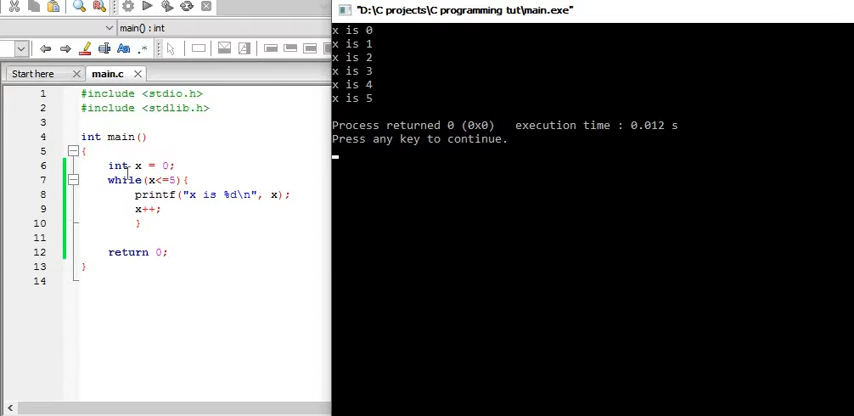 main() : int
Start here
main.c
1 #include <stdio.h>
2 #include <stdlib.h>
3
4 int main()
5 {
6 int x = 0;
7 while(x<=5){
8 printf("x is %d\n", x);
9 x++;
10 }
11
12 return 0;
13 }
14
"D:\C projects\C programming tut\main.exe"
x is 0
x is 1
x is 2
x is 3
x is 4
x is 5
Process returned 0 (0x0) execution time : 0.012 s
Press any key to continue.